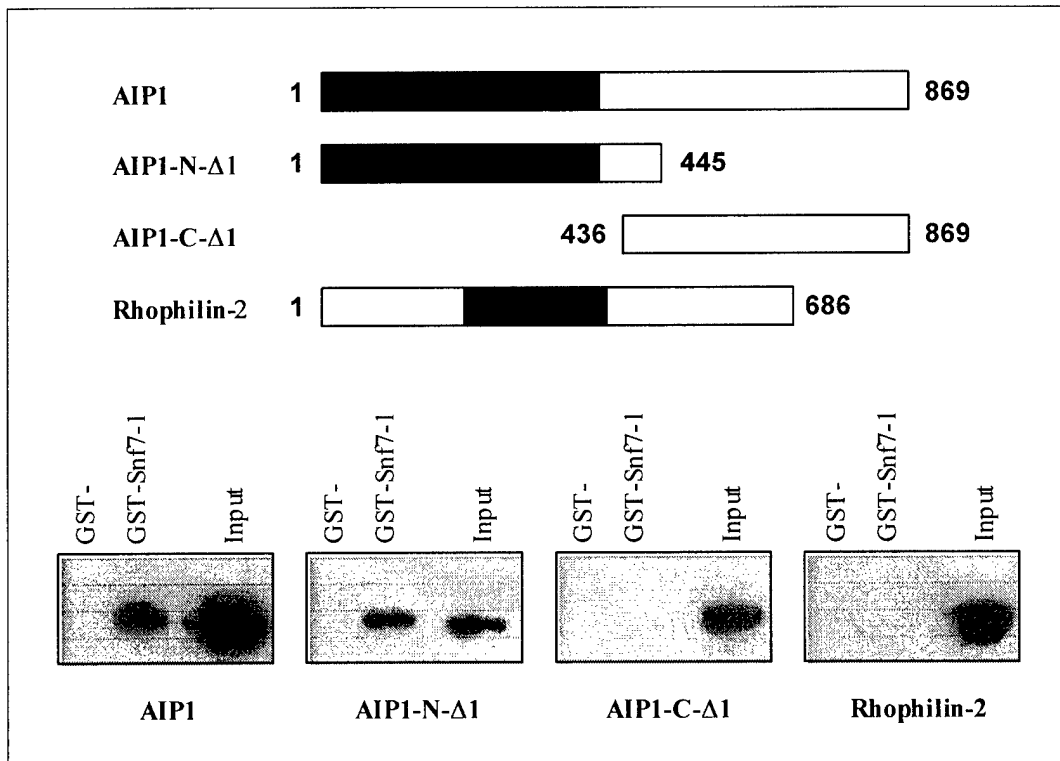 AIP1 1 869
AIP1-N-Δ1 1 445
AIP1-C-Δ1 436 869
Rhophilin-2 1 686
GST- GST-Snf7-1 Input
GST- GST-Snf7-1 Input
GST- GST-Snf7-1 Input
GST- GST-Snf7-1 Input
AIP1 AIP1-N-Δ1 AIP1-C-Δ1 Rhophilin-2